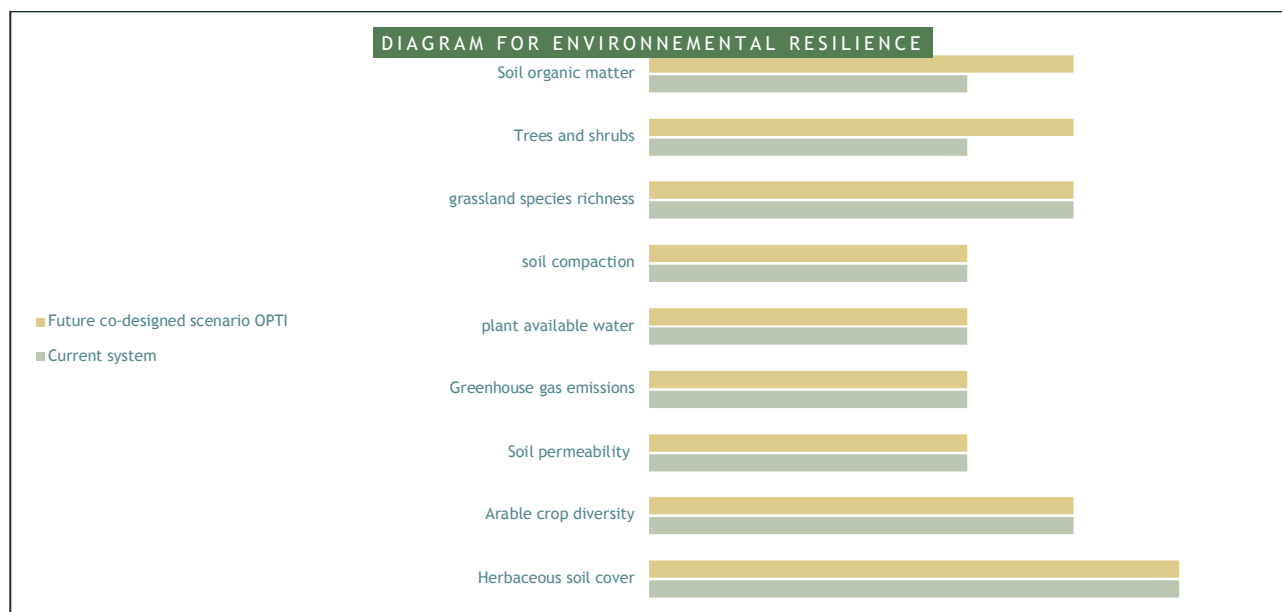 DIAGRAM FOR ENVIRONNEMENTAL RESILIENCE
Soil organic matter
Trees and shrubs
grassland species richness
soil compaction
Future co-designed scenario OPTI
plant available water
Current system
Greenhouse gas emissions
Soil permeability
Arable crop diversity
Herbaceous soil cover